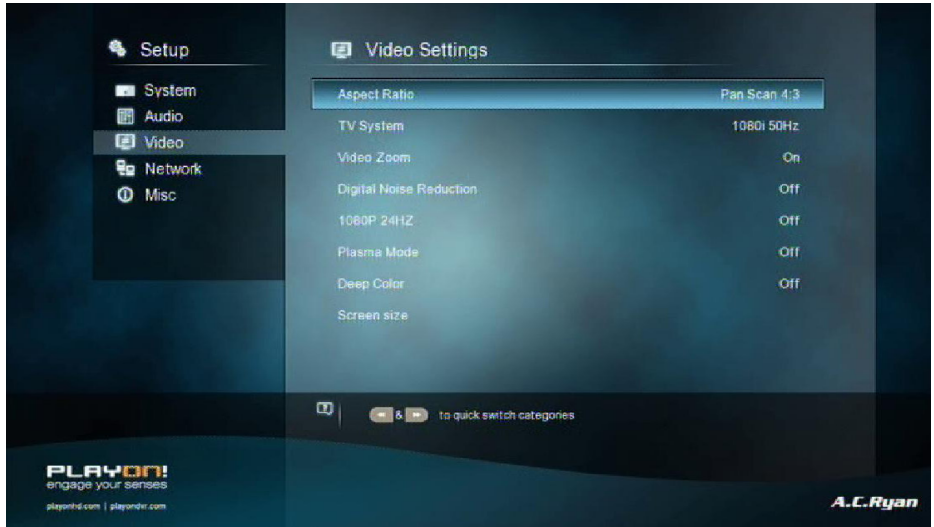 Setup
System
Audio
Video
Network
Misc
Video Settings
Aspect Ratio Pan Scan 4:3
TV System 1080i 50Hz
Video Zoom On
Digital Noise Reduction Off
1080P 24HZ Off
Plasma Mode Off
Deep Color Off
Screen size
& to quick switch categories
PLAYON!
engage your senses
playonhd.com | playondvr.com
A.C.Ryan